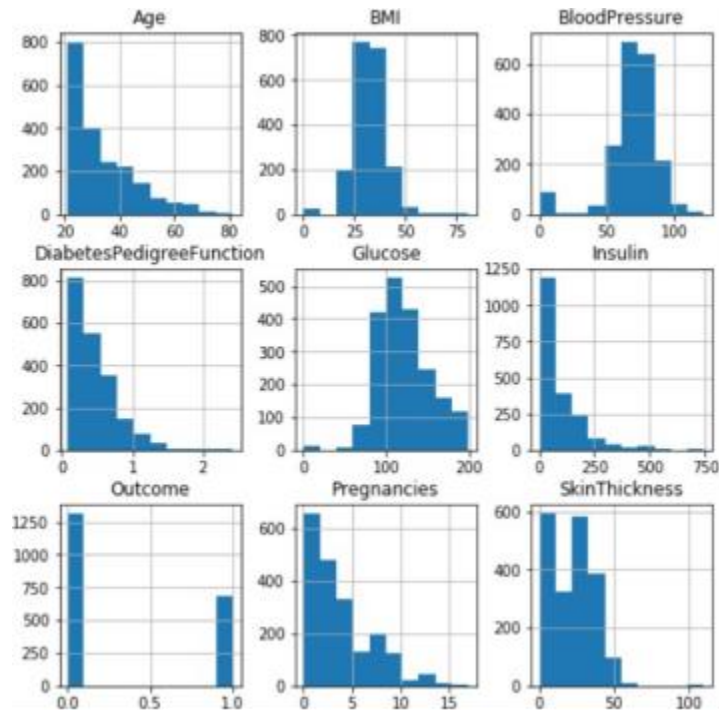 Age BMI BloodPressure
800 800
600 600 600
400 400 400
200 200 200
0 0 0
20 40 60 80 0 25 50 75 0 50 100
DiabetesPedigreeFunction Glucose Insulin
800 500 1250
600 400 1000
400 300 750
200 200 500
0 100 250
0 0
0 1 2 0 100 200 0 250 500 750
Outcome Pregnancies SkinThickness
1250 600 600
1000 400 400
750 200 200
500 0 0
250
0
0.0 0.5 1.0 0 5 10 15 0 50 100